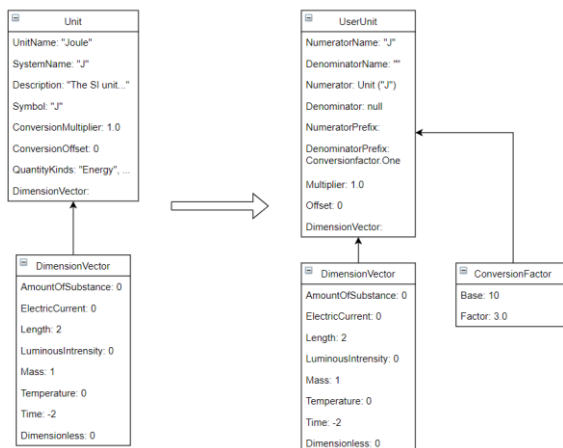 Unit
UnitName: "Joule"
SystemName: "J"
Description: "The SI unit..."
Symbol: "J"
ConversionMultiplier: 1.0
ConversionOffset: 0
QuantityKinds: "Energy", ...
DimensionVector:
DimensionVector
AmountOfSubstance: 0
ElectricCurrent: 0
Length: 2
LuminousIntrensity: 0
Mass: 1
Temperature: 0
Time: -2
Dimensionless: 0
UserUnit
NumeratorName: "J"
DenominatorName: ""
Numerator: Unit ("J")
Denominator: null
NumeratorPrefix:
DenominatorPrefix:
Conversionfactor.One
Multiplier: 1.0
Offset: 0
DimensionVector:
DimensionVector
AmountOfSubstance: 0
ElectricCurrent: 0
Length: 2
LuminousIntrensity: 0
Mass: 1
Temperature: 0
Time: -2
Dimensionless: 0
ConversionFactor
Base: 10
Factor: 3.0